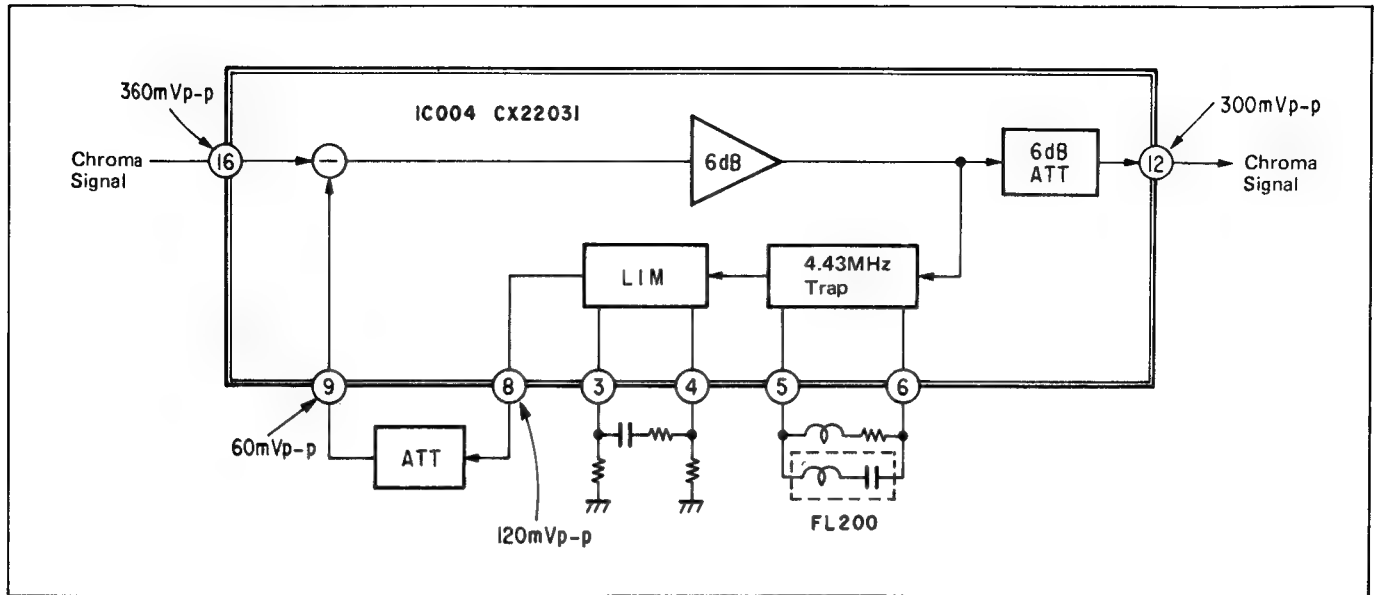 360mVp-p
IC004 CX22031
300mVp-p
Chroma
Signal
16
−
6dB
6dB
ATT
12
Chroma
Signal
LIM
4.43MHz
Trap
9
8
3
4
5
6
60mVp-p
ATT
FL200
120mVp-p